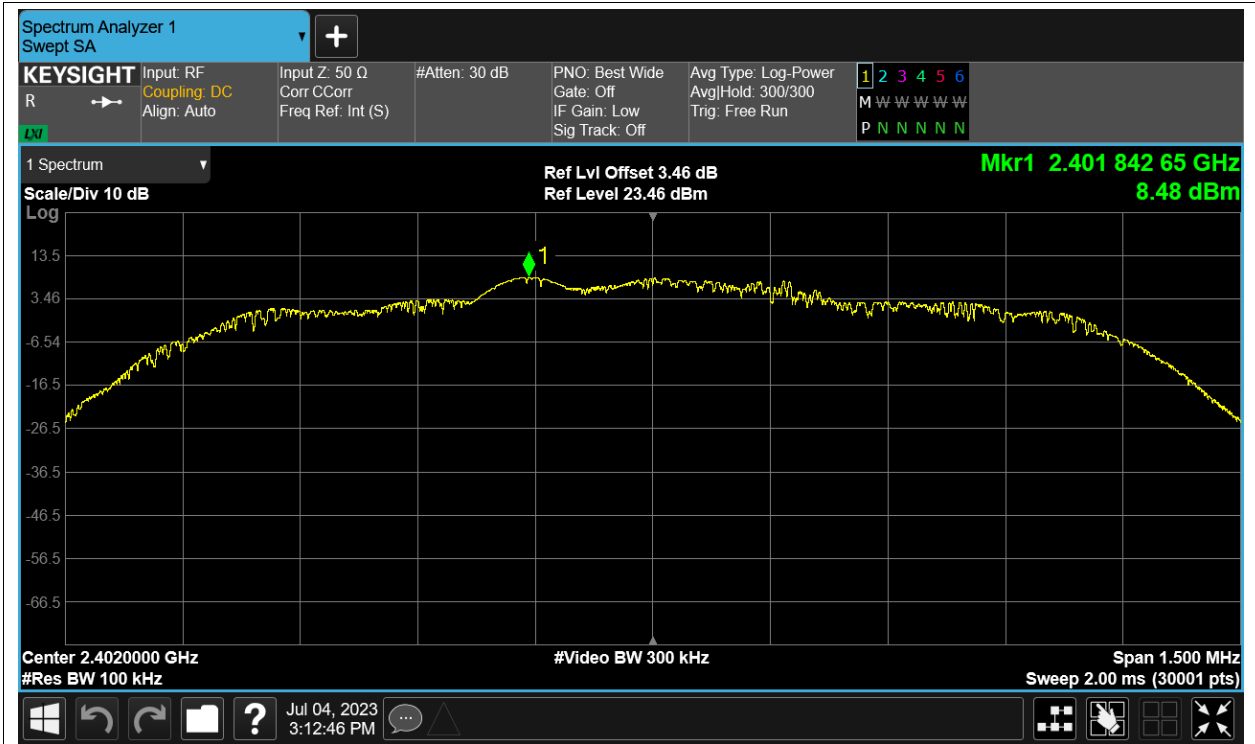 Spectrum Analyzer 1
Swept SA
+
KEYSIGHT
R
LXI
Input: RF
Coupling: DC
Align: Auto
Input Z: 50 Ω
Corr CCorr
Freq Ref: Int (S)
#Atten: 30 dB
PNO: Best Wide
Gate: Off
IF Gain: Low
Sig Track: Off
Avg Type: Log-Power
Avg|Hold: 300/300
Trig: Free Run
1 2 3 4 5 6
M W W W W W
P N N N N N
1 Spectrum
Scale/Div 10 dB
Log
Ref Lvl Offset 3.46 dB
Ref Level 23.46 dBm
Mkr1 2.401 842 65 GHz
8.48 dBm
1
13.5
3.46
-6.54
-16.5
-26.5
-36.5
-46.5
-56.5
-66.5
Center 2.4020000 GHz
#Res BW 100 kHz
#Video BW 300 kHz
Span 1.500 MHz
Sweep 2.00 ms (30001 pts)
?
Jul 04, 2023
3:12:46 PM